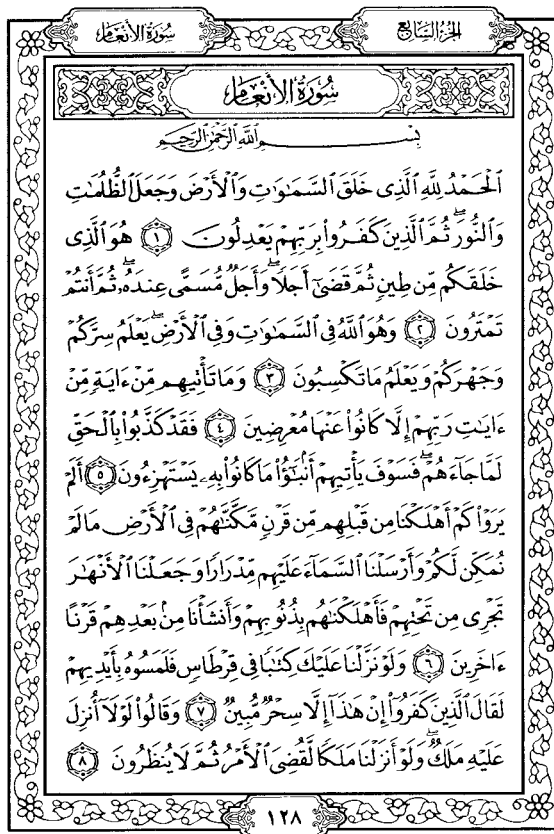 سُورَةُ الأَنْعَام الجُزْءُ السَّابِع
سُورَةُ الأَنْعَام
بِسْمِ اللَّهِ الرَّحْمَٰنِ الرَّحِيمِ
ٱلْحَمْدُ لِلَّهِ ٱلَّذِى خَلَقَ ٱلسَّمَٰوَٰتِ وَٱلْأَرْضَ وَجَعَلَ ٱلظُّلُمَٰتِ
وَٱلنُّورَ ۖ ثُمَّ ٱلَّذِينَ كَفَرُوا۟ بِرَبِّهِمْ يَعْدِلُونَ ١ هُوَ ٱلَّذِى
خَلَقَكُم مِّن طِينٍ ثُمَّ قَضَىٰٓ أَجَلًا ۖ وَأَجَلٌ مُّسَمًّى عِندَهُۥ ۖ ثُمَّ أَنتُمْ
تَمْتَرُونَ ٢ وَهُوَ ٱللَّهُ فِى ٱلسَّمَٰوَٰتِ وَفِى ٱلْأَرْضِ ۖ يَعْلَمُ سِرَّكُمْ
وَجَهْرَكُمْ وَيَعْلَمُ مَا تَكْسِبُونَ ٣ وَمَا تَأْتِيهِم مِّنْ ءَايَةٍ مِّنْ
ءَايَٰتِ رَبِّهِمْ إِلَّا كَانُوا۟ عَنْهَا مُعْرِضِينَ ٤ فَقَدْ كَذَّبُوا۟ بِٱلْحَقِّ
لَمَّا جَآءَهُمْ ۖ فَسَوْفَ يَأْتِيهِمْ أَنۢبَٰٓؤُا۟ مَا كَانُوا۟ بِهِۦ يَسْتَهْزِءُونَ ٥ أَلَمْ
يَرَوْا۟ كَمْ أَهْلَكْنَا مِن قَبْلِهِم مِّن قَرْنٍ مَّكَّنَّٰهُمْ فِى ٱلْأَرْضِ مَا لَمْ
نُمَكِّن لَّكُمْ وَأَرْسَلْنَا ٱلسَّمَآءَ عَلَيْهِم مِّدْرَارًا وَجَعَلْنَا ٱلْأَنْهَٰرَ
تَجْرِى مِن تَحْتِهِمْ فَأَهْلَكْنَٰهُم بِذُنُوبِهِمْ وَأَنشَأْنَا مِنۢ بَعْدِهِمْ قَرْنًا
ءَاخَرِينَ ٦ وَلَوْ نَزَّلْنَا عَلَيْكَ كِتَٰبًا فِى قِرْطَاسٍ فَلَمَسُوهُ بِأَيْدِيهِمْ
لَقَالَ ٱلَّذِينَ كَفَرُوٓا۟ إِنْ هَٰذَآ إِلَّا سِحْرٌ مُّبِينٌ ٧ وَقَالُوا۟ لَوْلَآ أُنزِلَ
عَلَيْهِ مَلَكٌ ۖ وَلَوْ أَنزَلْنَا مَلَكًا لَّقُضِىَ ٱلْأَمْرُ ثُمَّ لَا يُنظَرُونَ ٨
١٢٨